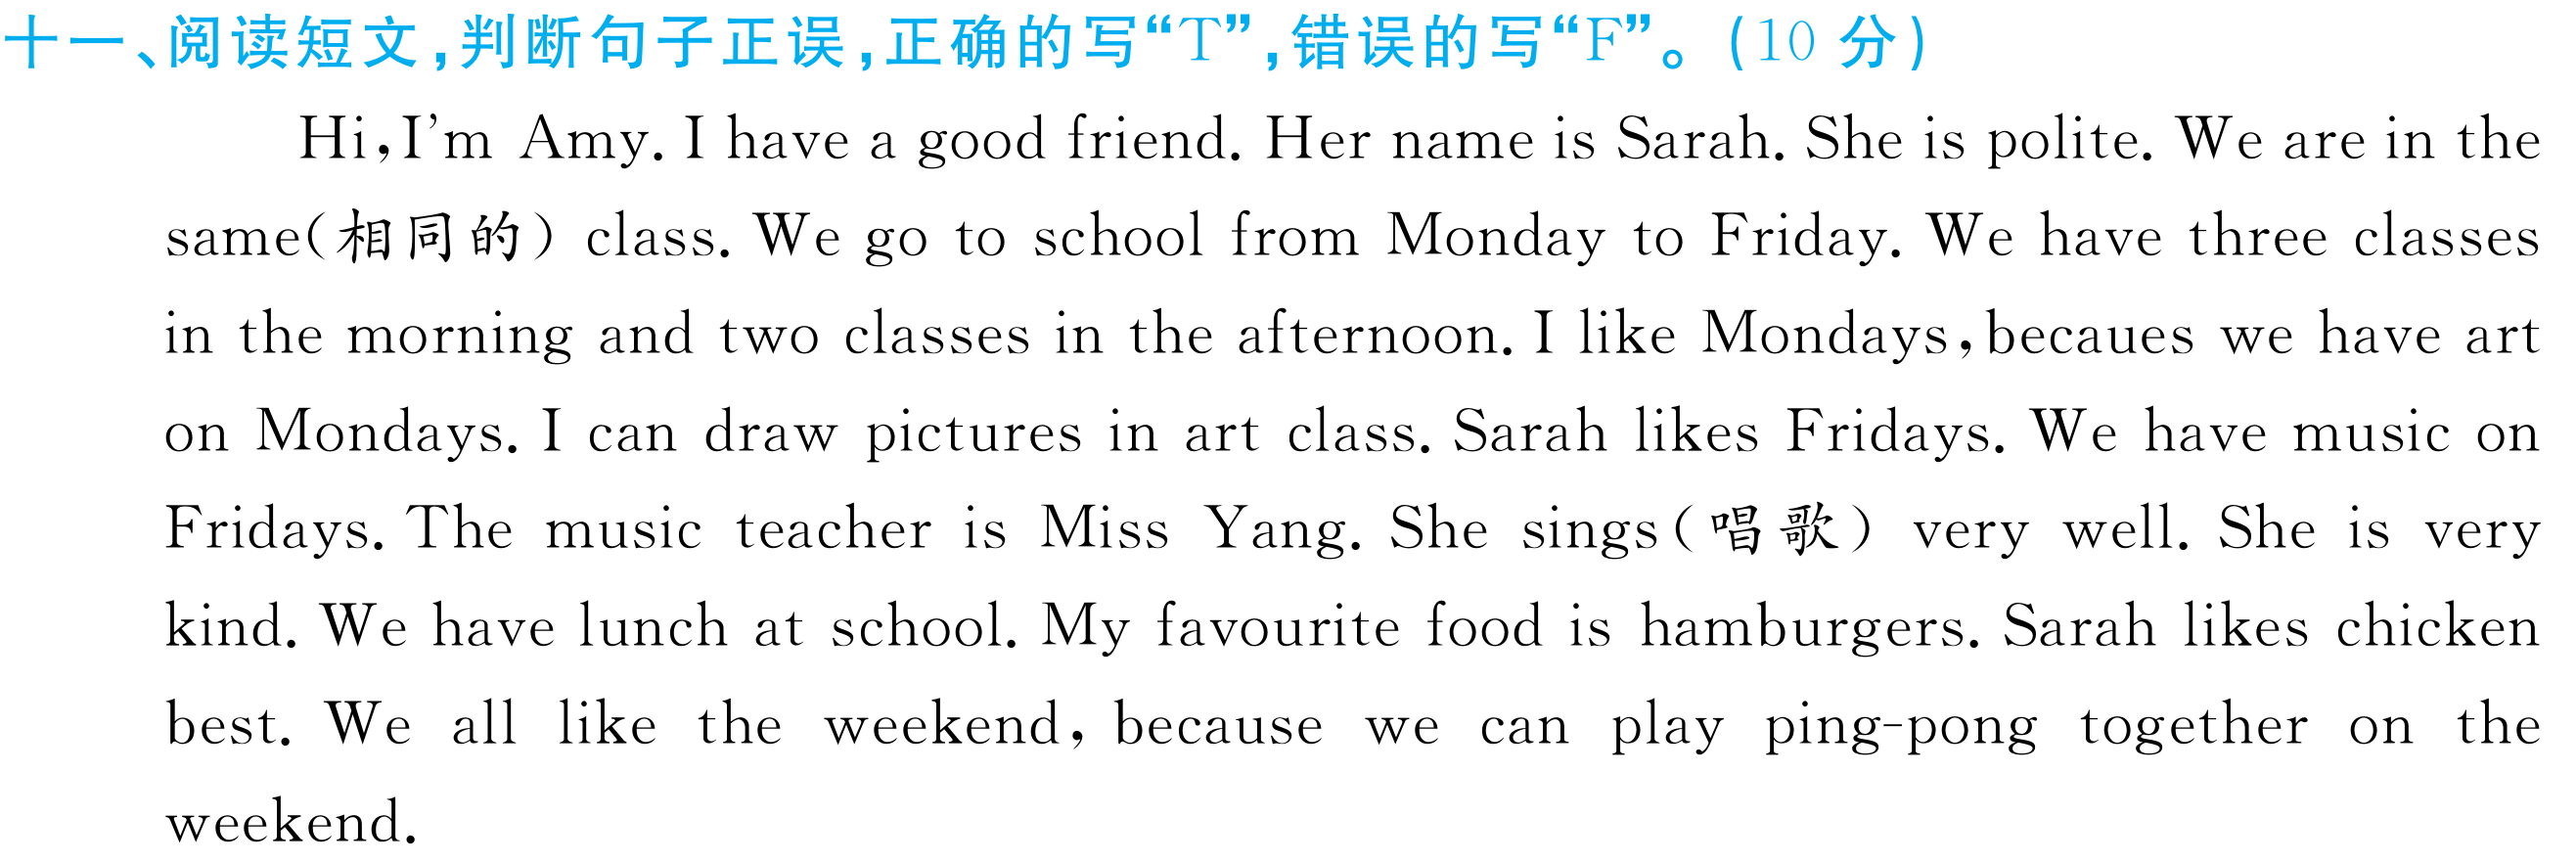 十一、阅读短文,判断句子正误,正确的写“T”,错误的写“F”。(10 分)
Hi,I’m Amy. I have a good friend. Her name is Sarah. She is polite. We are in the
same(相同的) class. We go to school from Monday to Friday. We have three classes
in the morning and two classes in the afternoon. I like Mondays,becaues we have art
on Mondays. I can draw pictures in art class. Sarah likes Fridays. We have music on
Fridays. The music teacher is Miss Yang. She sings(唱歌) very well. She is very
kind. We have lunch at school. My favourite food is hamburgers. Sarah likes chicken
best. We all like the weekend, because we can play ping-pong together on the
weekend.